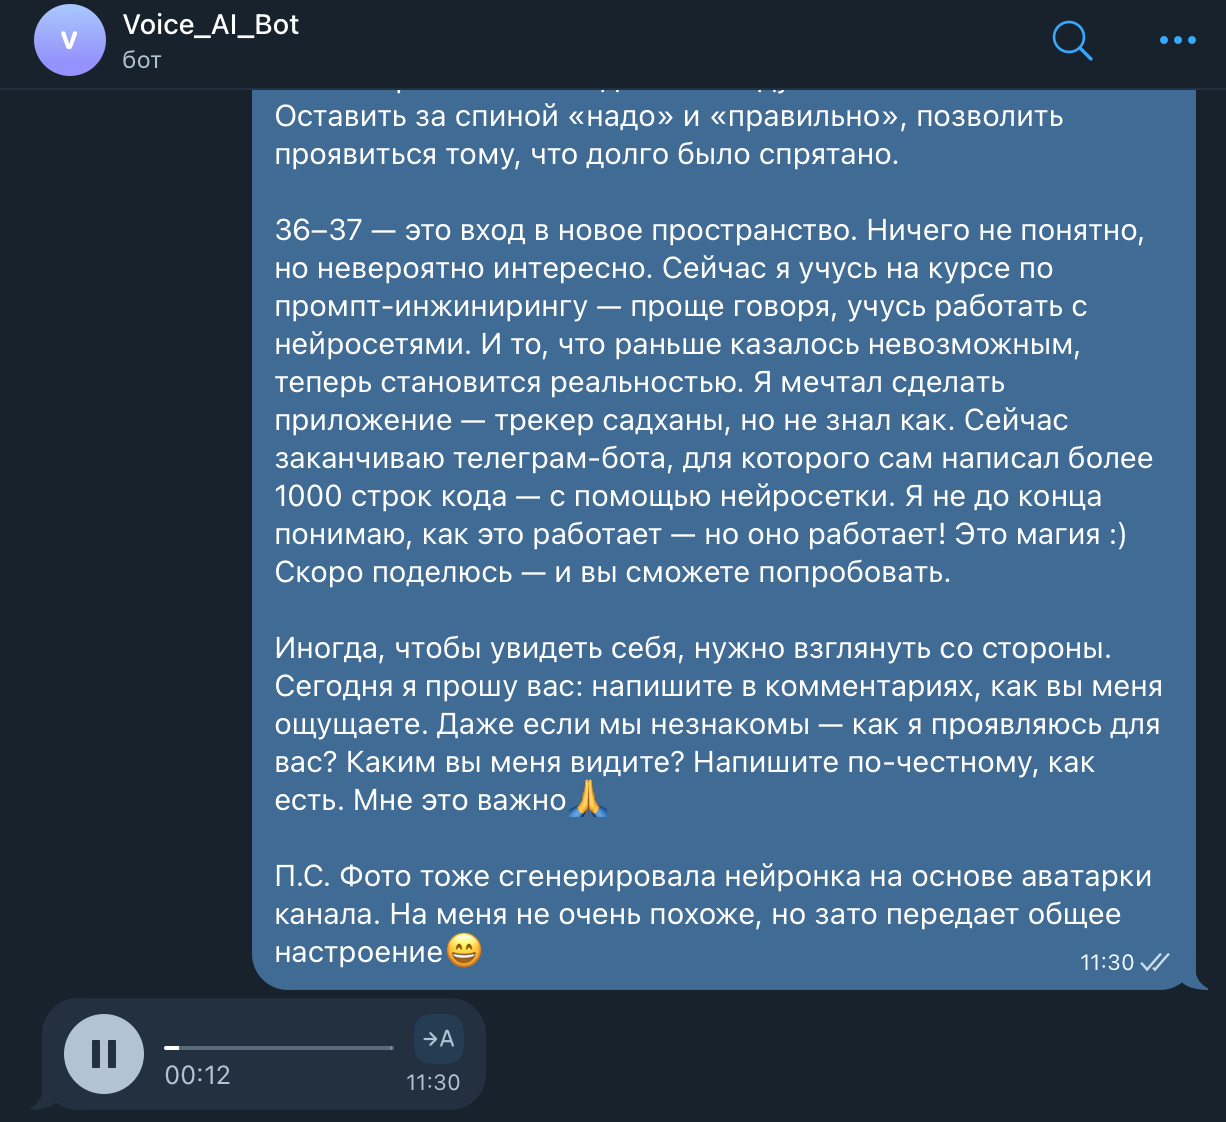 Voice_AI_Bot
бот
Оставить за спиной «надо» и «правильно», позволить
проявиться тому, что долго было спрятано.
36–37 — это вход в новое пространство. Ничего не понятно,
но невероятно интересно. Сейчас я учусь на курсе по
промпт-инжинирингу — проще говоря, учусь работать с
нейросетями. И то, что раньше казалось невозможным,
теперь становится реальностью. Я мечтал сделать
приложение — трекер садханы, но не знал как. Сейчас
заканчиваю телеграм-бота, для которого сам написал более
1000 строк кода — с помощью нейросетки. Я не до конца
понимаю, как это работает — но оно работает! Это магия :)
Скоро поделюсь — и вы сможете попробовать.
Иногда, чтобы увидеть себя, нужно взглянуть со стороны.
Сегодня я прошу вас: напишите в комментариях, как вы меня
ощущаете. Даже если мы незнакомы — как я проявляюсь для
вас? Каким вы меня видите? Напишите по-честному, как
есть. Мне это важно🙏
П.С. Фото тоже сгенерировала нейронка на основе аватарки
канала. На меня не очень похоже, но зато передает общее
настроение😄
11:30
→A
00:12
11:30